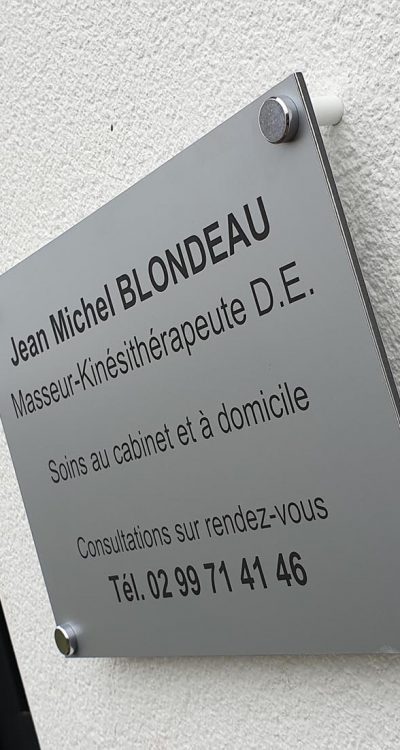 Jean Michel BLONDEAU
Masseur-Kinésithérapeute D.E.
Soins au cabinet et à domicile
Consultations sur rendez-vous
Tél. 02 99 71 41 46